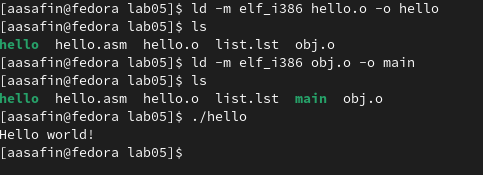 [aasafin@fedora lab05]$ ld -m elf_i386 hello.o -o hello
[aasafin@fedora lab05]$ ls
hello hello.asm hello.o list.lst obj.o
[aasafin@fedora lab05]$ ld -m elf_i386 obj.o -o main
[aasafin@fedora lab05]$ ls
hello hello.asm hello.o list.lst main obj.o
[aasafin@fedora lab05]$ ./hello
Hello world!
[aasafin@fedora lab05]$